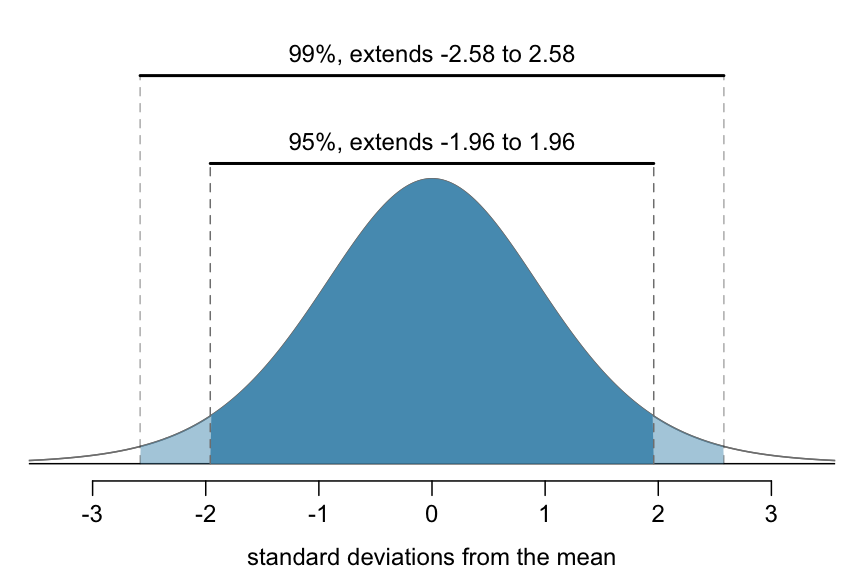 99%, extends -2.58 to 2.58
95%, extends -1.96 to 1.96
-3 -2 -1 0 1 2 3
standard deviations from the mean